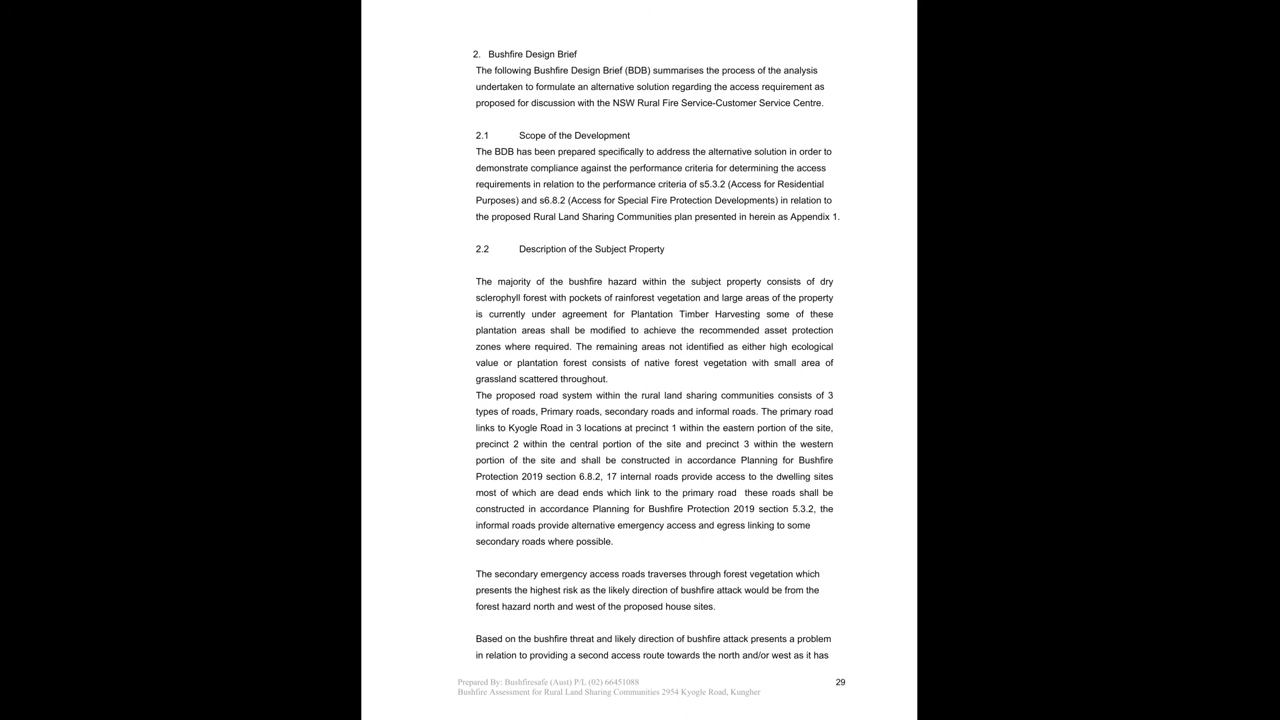 2. Bushfire Design Brief
The following Bushfire Design Brief (BDB) summarises the process of the analysis
undertaken to formulate an alternative solution regarding the access requirement as
proposed for discussion with the NSW Rural Fire Service-Customer Service Centre.
2.1 Scope of the Development
The BDB has been prepared specifically to address the alternative solution in order to
demonstrate compliance against the performance criteria for determining the access
requirements in relation to the performance criteria of s5.3.2 (Access for Residential
Purposes) and s6.8.2 (Access for Special Fire Protection Developments) in relation to
the proposed Rural Land Sharing Communities plan presented in herein as Appendix 1.
2.2 Description of the Subject Property
The majority of the bushfire hazard within the subject property consists of dry
sclerophyll forest with pockets of rainforest vegetation and large areas of the property
is currently under agreement for Plantation Timber Harvesting some of these
plantation areas shall be modified to achieve the recommended asset protection
zones where required. The remaining areas not identified as either high ecological
value or plantation forest consists of native forest vegetation with small area of
grassland scattered throughout.
The proposed road system within the rural land sharing communities consists of 3
types of roads, Primary roads, secondary roads and informal roads. The primary road
links to Kyogle Road in 3 locations at precinct 1 within the eastern portion of the site,
precinct 2 within the central portion of the site and precinct 3 within the western
portion of the site and shall be constructed in accordance Planning for Bushfire
Protection 2019 section 6.8.2, 17 internal roads provide access to the dwelling sites
most of which are dead ends which link to the primary road these roads shall be
constructed in accordance Planning for Bushfire Protection 2019 section 5.3.2, the
informal roads provide alternative emergency access and egress linking to some
secondary roads where possible.
The secondary emergency access roads traverses through forest vegetation which
presents the highest risk as the likely direction of bushfire attack would be from the
forest hazard north and west of the proposed house sites.
Based on the bushfire threat and likely direction of bushfire attack presents a problem
in relation to providing a second access route towards the north and/or west as it has
Prepared By: Bushfiresafe (Aust) P/L (02) 66451088
29
Bushfire Assessment for Rural Land Sharing Communities 2954 Kyogle Road, Kungher